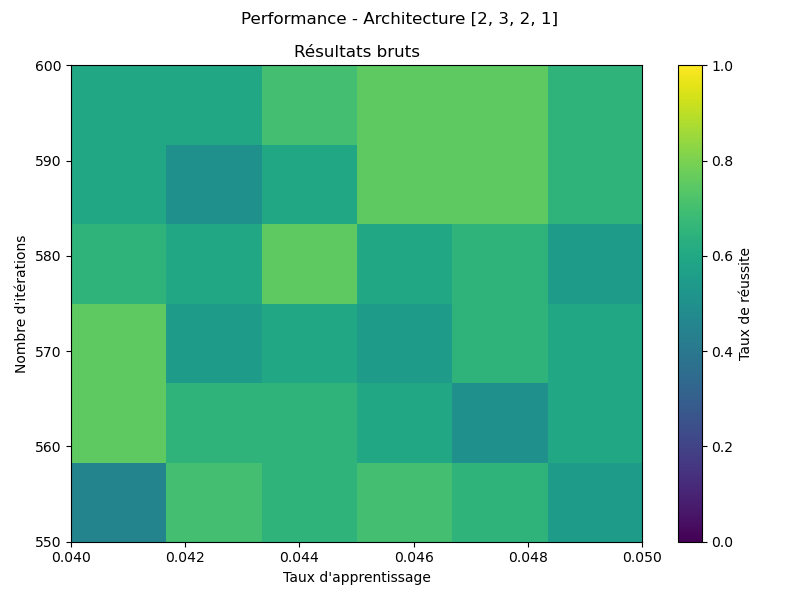 Performance - Architecture [2, 3, 2, 1]
Résultats bruts
Nombre d'itérations
600
590
580
570
560
550
0.040 0.042 0.044 0.046 0.048 0.050
Taux d'apprentissage
1.0
0.8
0.6
0.4
0.2
0.0
Taux de réussite